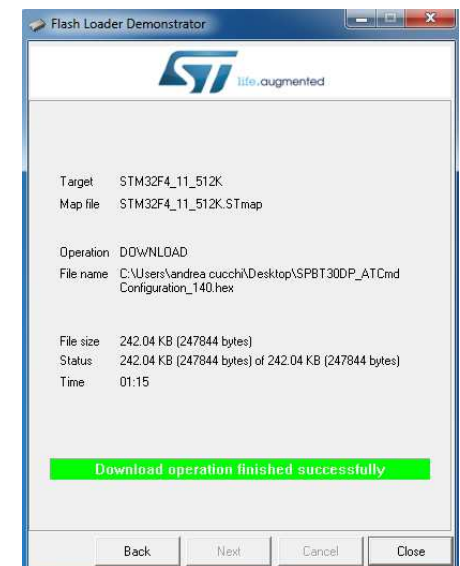 Flash Loader Demonstrator
life.augmented
Target STM32F4_11_512K
Map file STM32F4_11_512K.STmap
Operation DOWNLOAD
File name C:\Users\andrea cucchi\Desktop\SPBT30DP_ATCmd
Configuration_140.hex
File size 242.04 KB (247844 bytes)
Status 242.04 KB (247844 bytes) of 242.04 KB (247844 bytes)
Time 01:15
Download operation finished successfully
Back Next Cancel Close